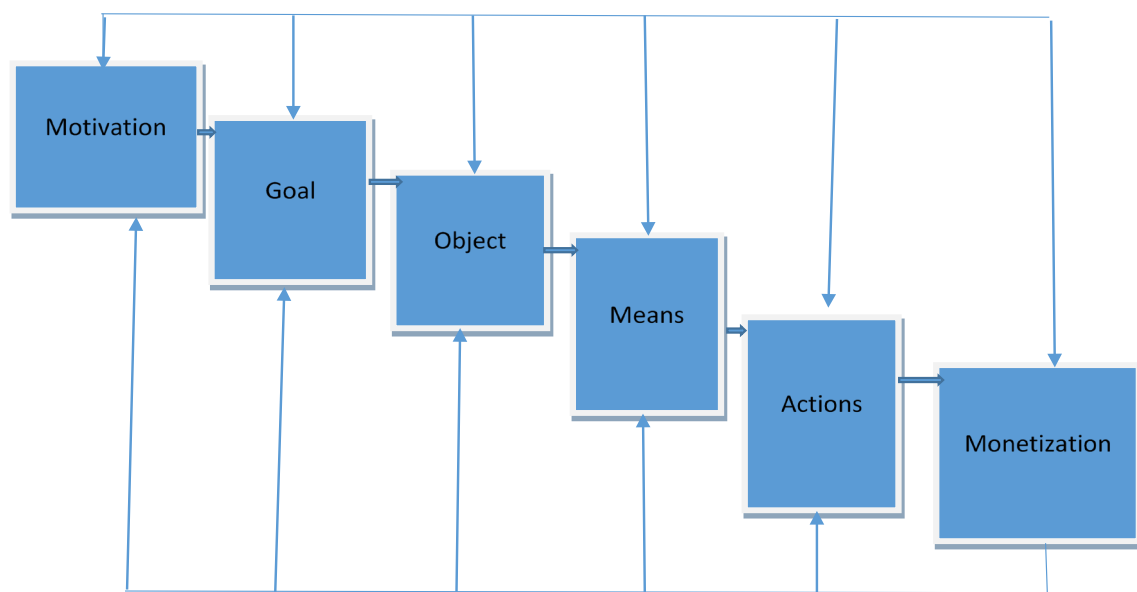 Motivation
Goal
Object
Means
Actions
Monetization